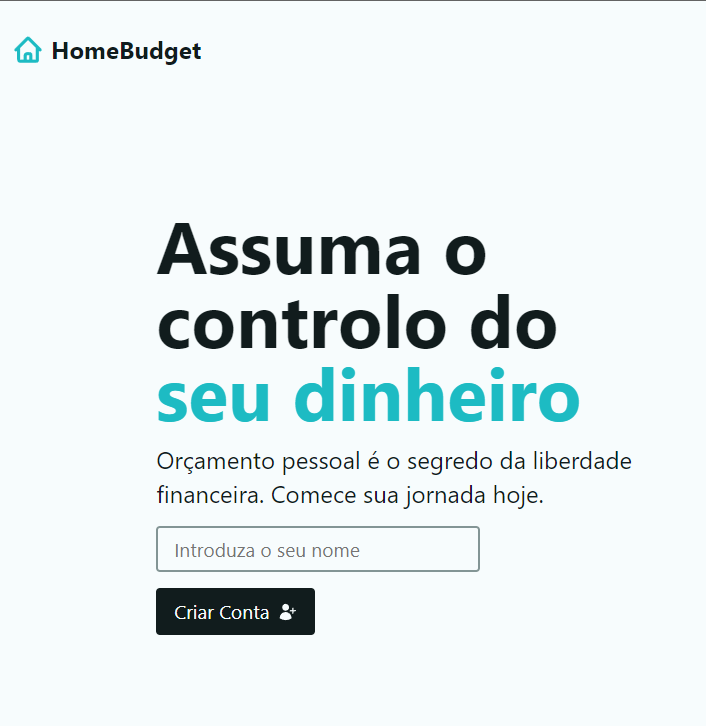 HomeBudget
Assuma o
controlo do
seu dinheiro
Orçamento pessoal é o segredo da liberdade
financeira. Comece sua jornada hoje.
Introduza o seu nome
Criar Conta